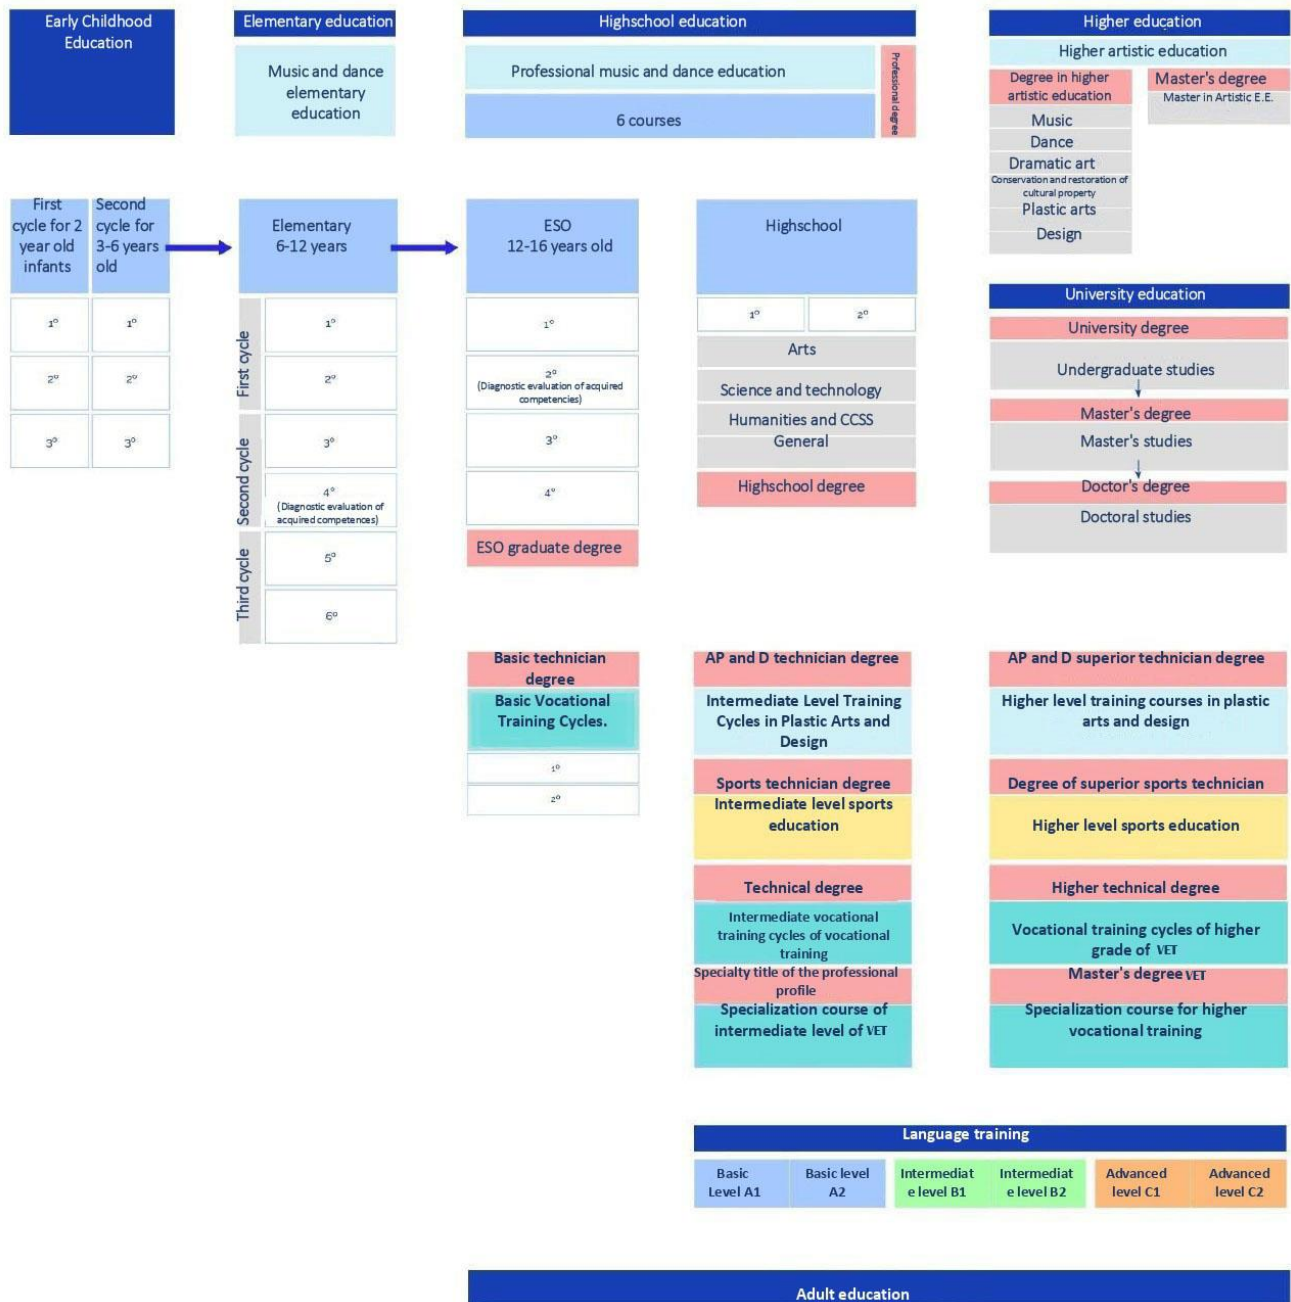 Early Childhood
Education
Elementary education
Highschool education
Higher education
Music and dance
elementary
education
Professional music and dance education
6 courses
Professional degree
Higher artistic education
Degree in higher
artistic education
Master's degree
Master in Artistic E.E.
Music
Dance
Dramatic art
Conservation and restoration of
cultural property
Plastic arts
Design
First
cycle for 2
year old
infants
Second
cycle for
3-6 years
old
Elementary
6-12 years
ESO
12-16 years old
Highschool
1º
1º
2º
2º
3º
3º
First cycle
1º
2º
Second cycle
3º
4º
(Diagnostic evaluation of
acquired competences)
Third cycle
5º
6º
1º
2º
(Diagnostic evaluation of acquired
competencies)
3º
4º
ESO graduate degree
1º
2º
Arts
Science and technology
Humanities and CCSS
General
Highschool degree
University education
University degree
Undergraduate studies
Master's degree
Master's studies
Doctor's degree
Doctoral studies
Basic technician
degree
Basic Vocational
Training Cycles.
1º
2º
AP and D technician degree
Intermediate Level Training
Cycles in Plastic Arts and
Design
Sports technician degree
Intermediate level sports
education
Technical degree
Intermediate vocational
training cycles of vocational
training
Specialty title of the professional
profile
Specialization course of
intermediate level of VET
AP and D superior technician degree
Higher level training courses in plastic
arts and design
Degree of superior sports technician
Higher level sports education
Higher technical degree
Vocational training cycles of higher
grade of VET
Master's degree VET
Specialization course for higher
vocational training
Language training
Basic
Level A1
Basic level
A2
Intermediat
e level B1
Intermediat
e level B2
Advanced
level C1
Advanced
level C2
Adult education